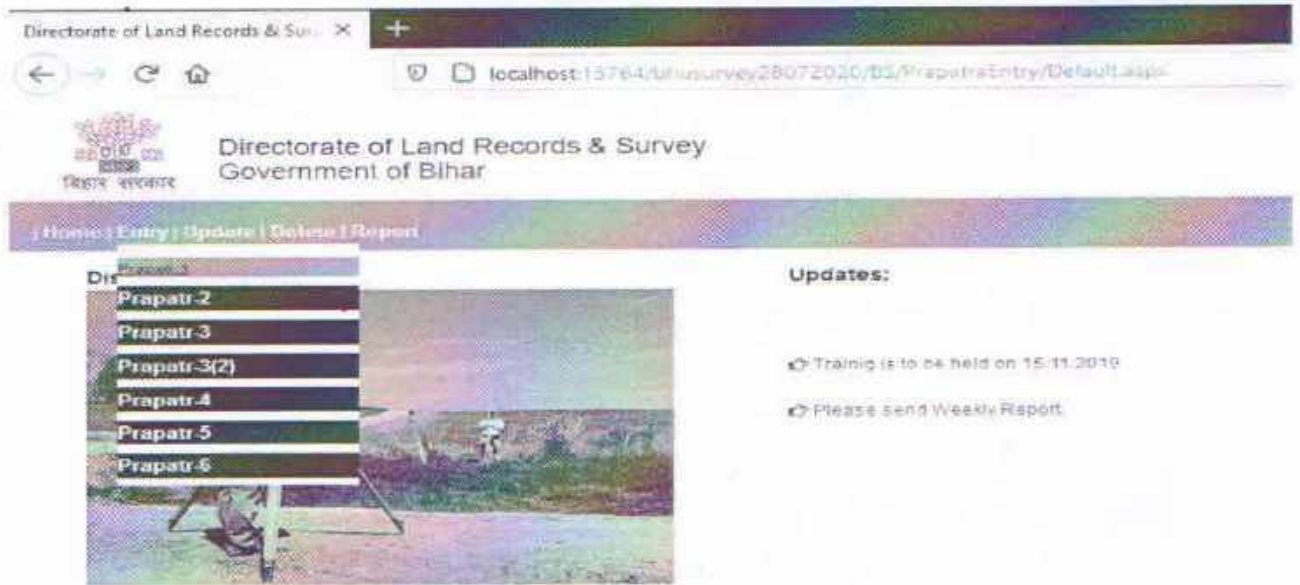 Directorate of Land Records & Sur... ×
localhost:15764/bhusurvey28072020/BS/PrapatraEntry/Default.aspx
बिहार सरकार
Directorate of Land Records & Survey
Government of Bihar
| Home | Entry | Update | Delete | Report
Prapatr-2
Prapatr-3
Prapatr-3(2)
Prapatr-4
Prapatr-5
Prapatr-6
Updates:
Trainig is to be held on 15.11.2019
Please send Weekly Report.